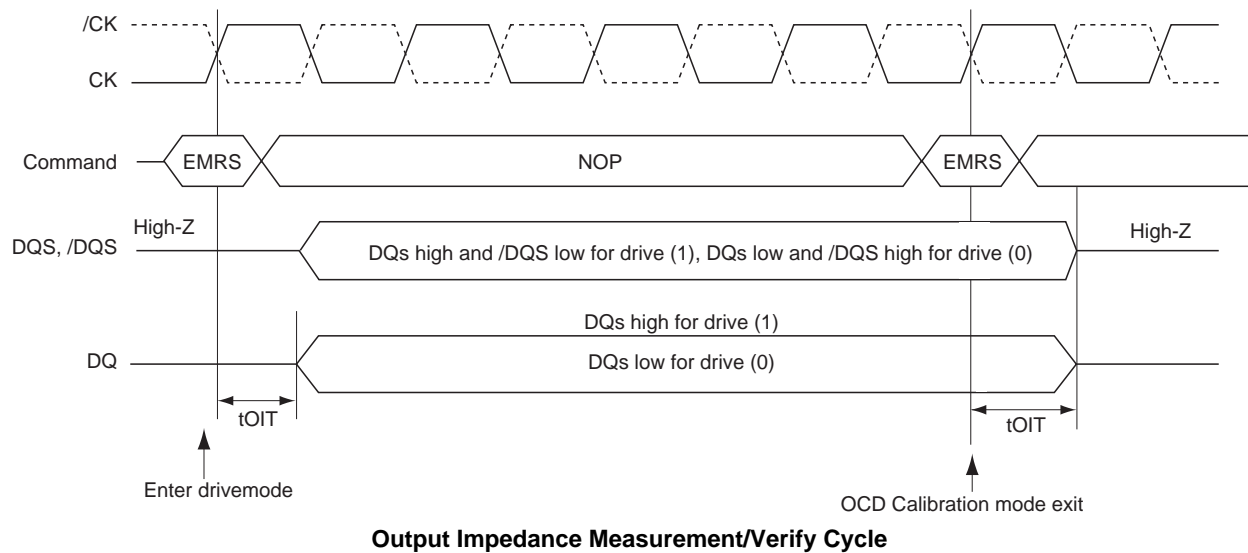 /CK
CK
Command
EMRS
NOP
EMRS
High-Z
High-Z
DQS, /DQS
DQs high and /DQS low for drive (1), DQs low and /DQS high for drive (0)
DQs high for drive (1)
DQ
DQs low for drive (0)
tOIT
tOIT
Enter drivemode
OCD Calibration mode exit
Output Impedance Measurement/Verify Cycle